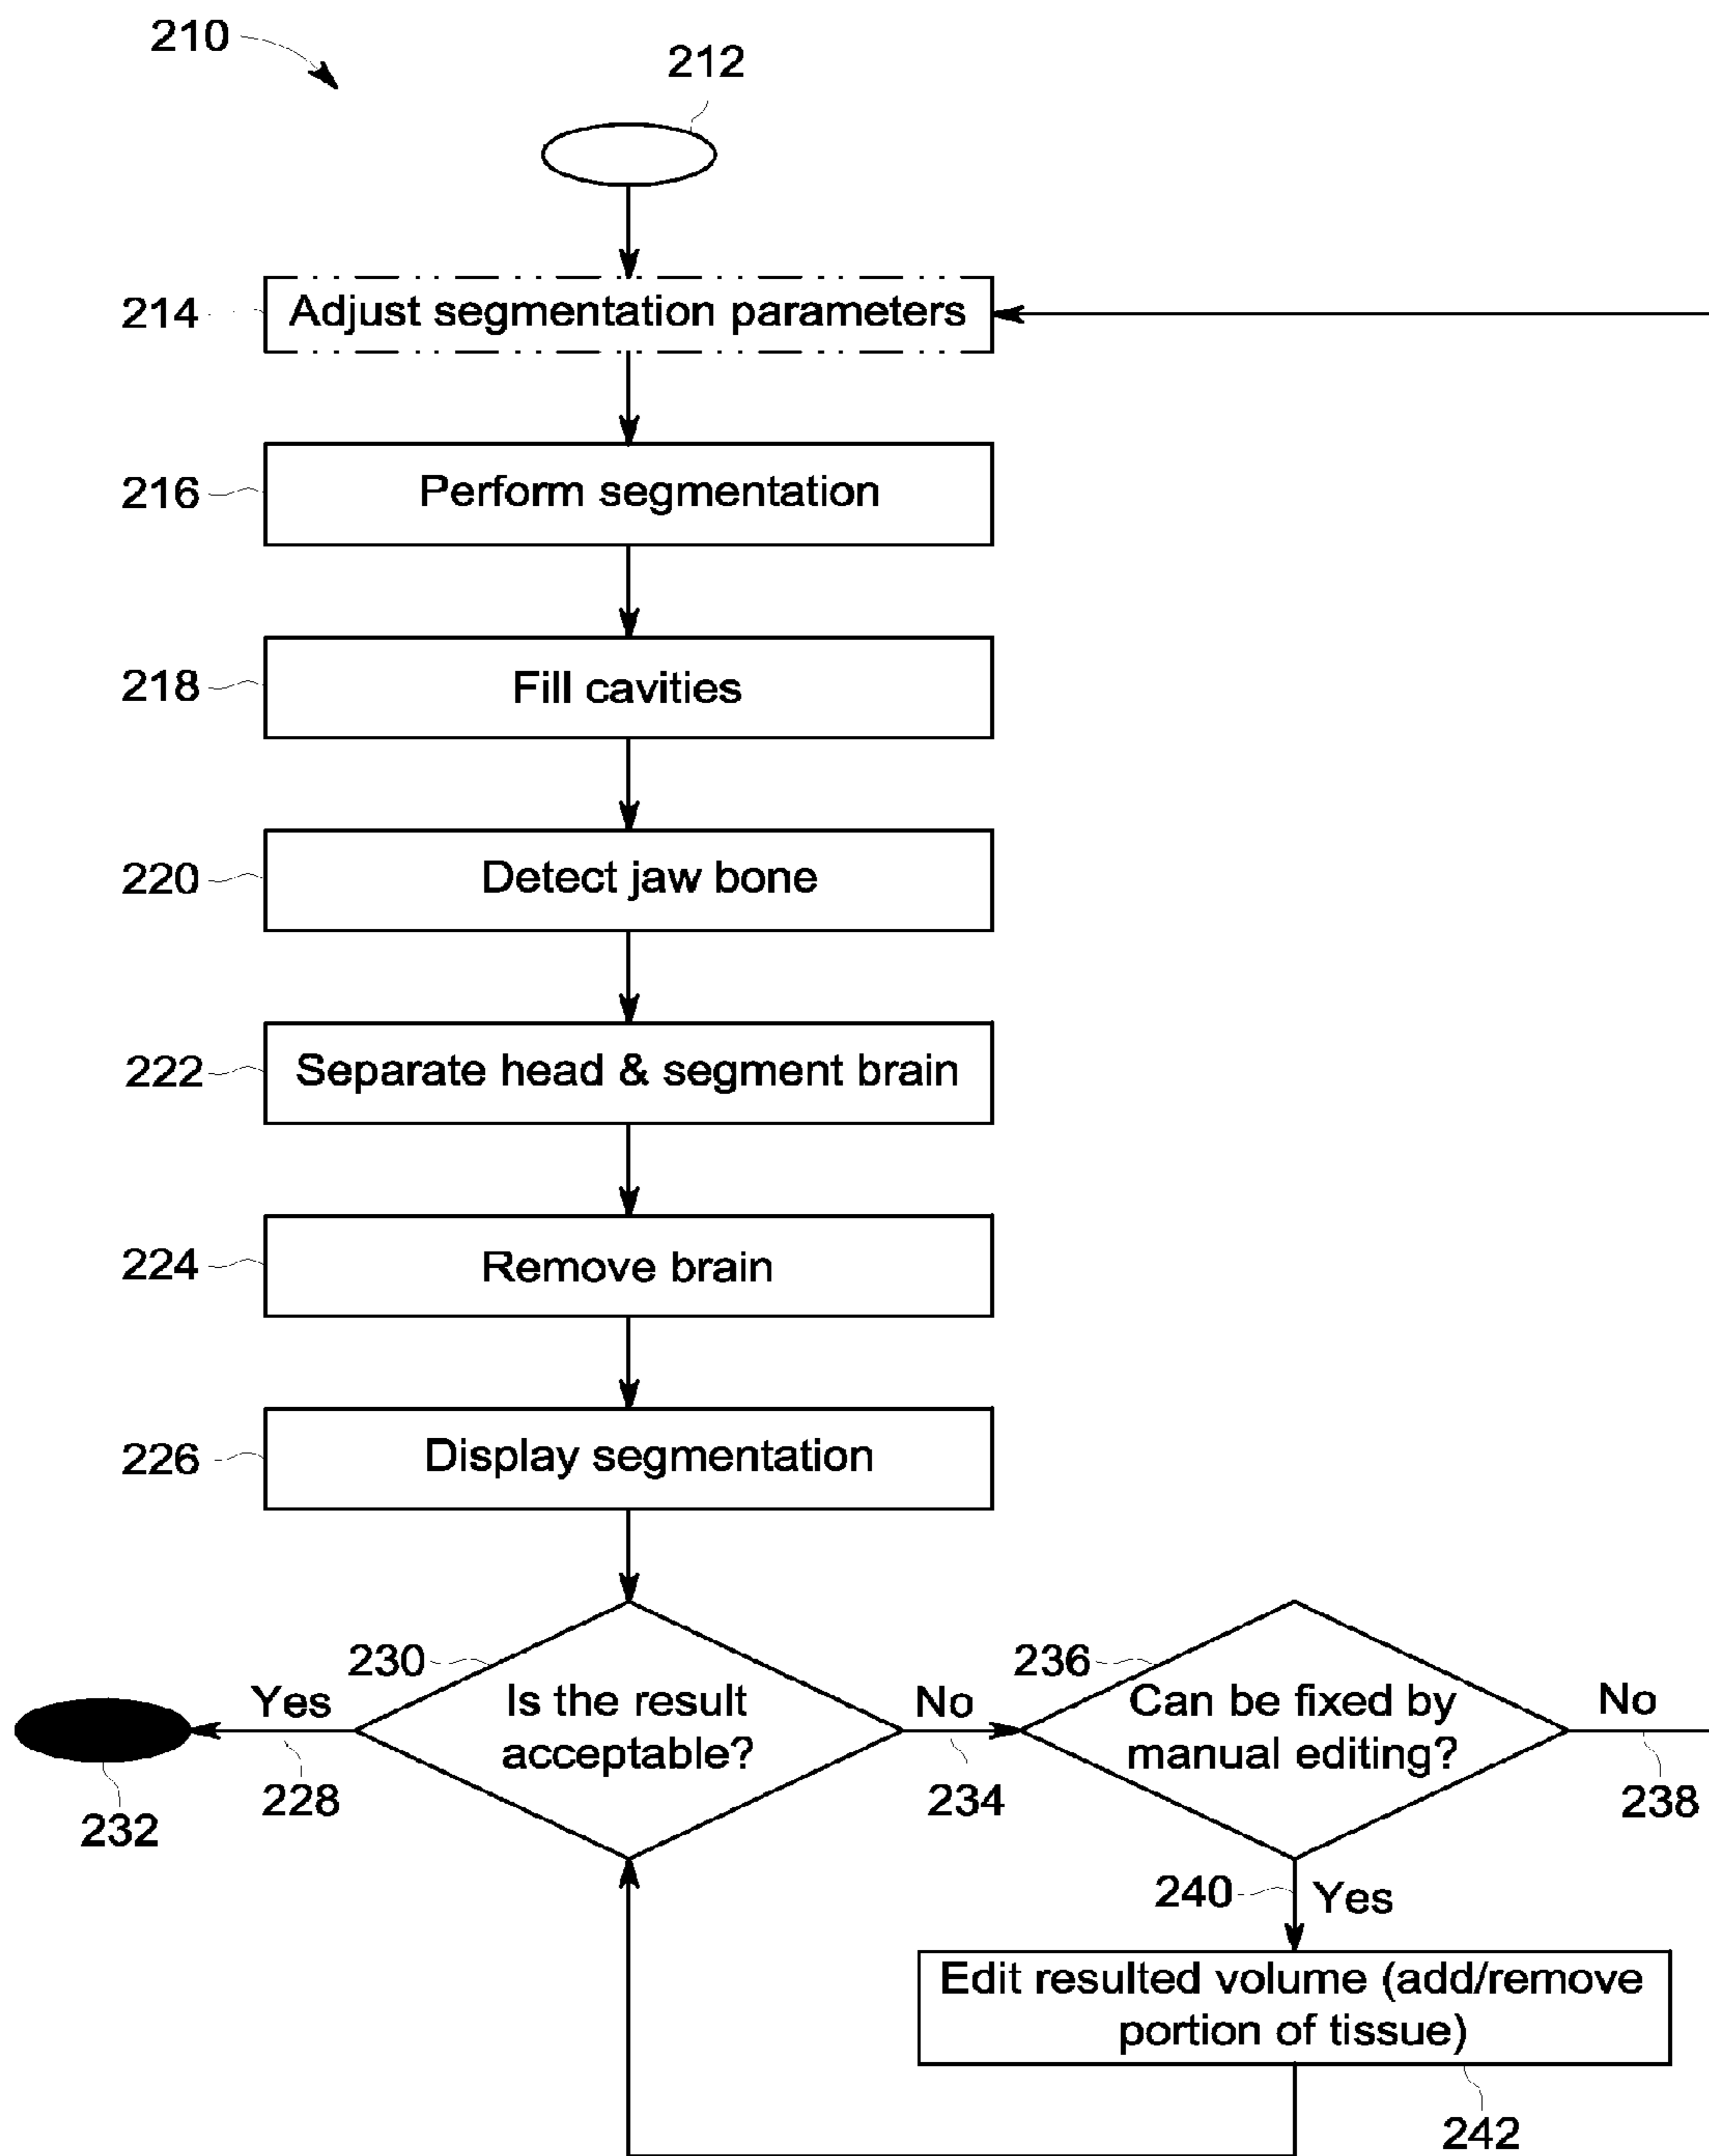 210
212
214
Adjust segmentation parameters
216
Perform segmentation
218
Fill cavities
220
Detect jaw bone
222
Separate head & segment brain
224
Remove brain
226
Display segmentation
230
Is the result
acceptable?
Yes
228
232
No
234
236
Can be fixed by
manual editing?
No
238
240
Yes
Edit resulted volume (add/remove
portion of tissue)
242